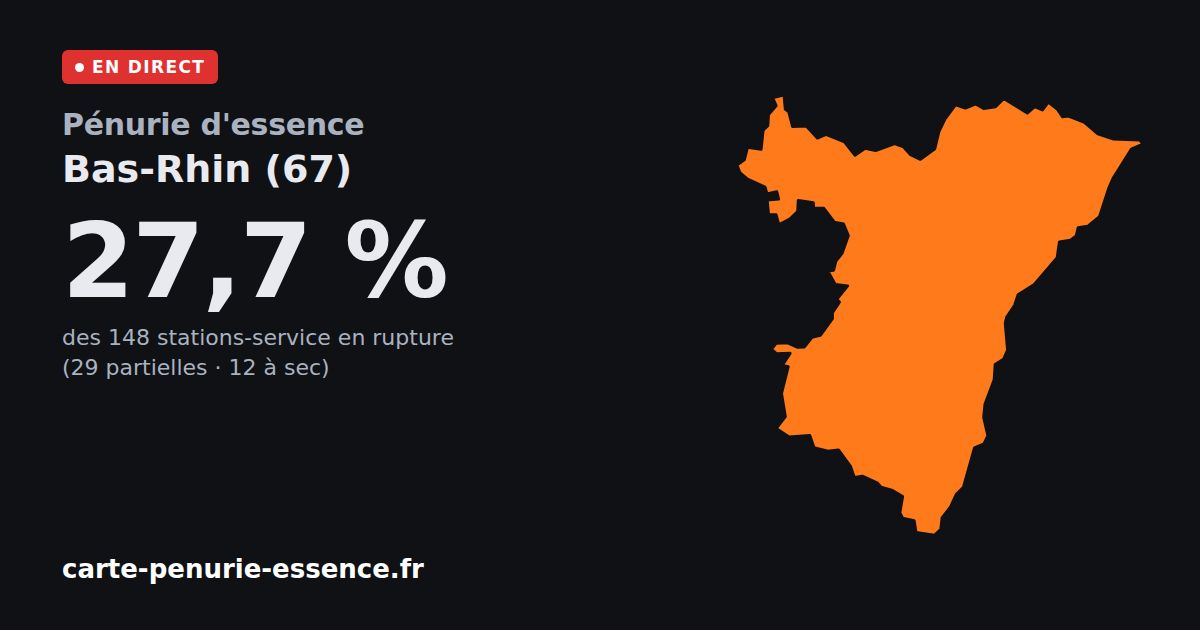 EN DIRECT
Pénurie d'essence
Bas-Rhin (67)
27,7 %
des 148 stations-service en rupture
(29 partielles · 12 à sec)
carte-penurie-essence.fr